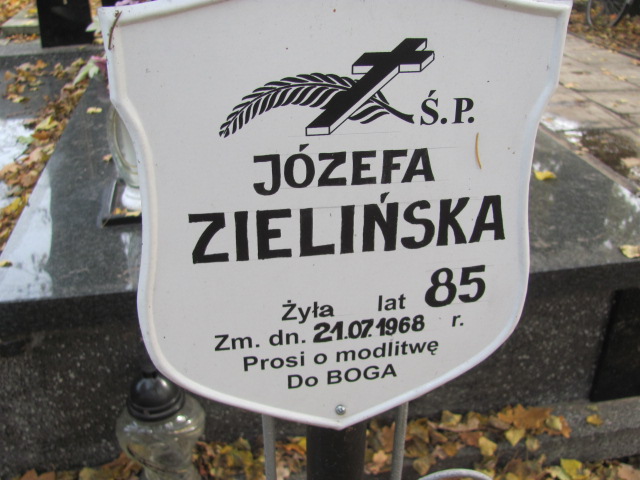 Ś.P.
JÓZEFA
ZIELIŃSKA
Żyła lat 85
Zm. dn. 21.07.1968 r.
Prosi o modlitwę
Do BOGA